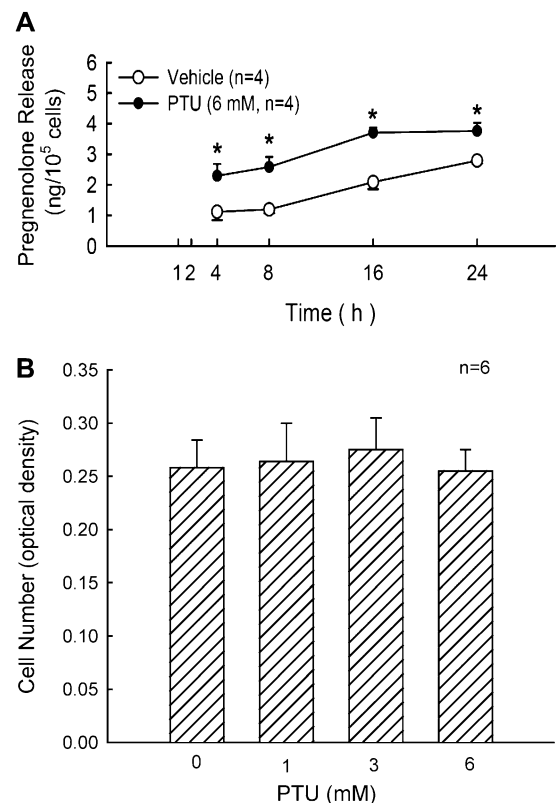 A
Pregnenolone Release
(ng/10⁵ cells)
6
5
4
3
2
1
0
Vehicle (n=4)
PTU (6 mM, n=4)
* * * *
1 2 4 8 16 24
Time ( h )
B
n=6
Cell Number (optical density)
0.35
0.30
0.25
0.20
0.15
0.10
0.05
0.00
0 1 3 6
PTU (mM)